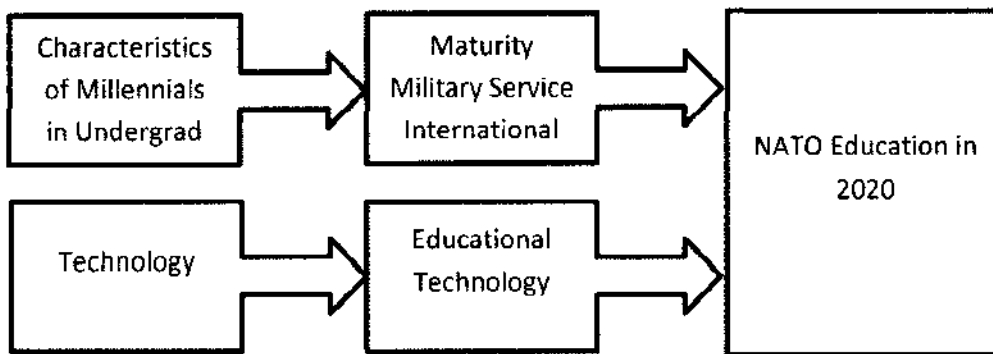 Characteristics
of Millennials
in Undergrad
Maturity
Military Service
International
NATO Education in
2020
Technology
Educational
Technology